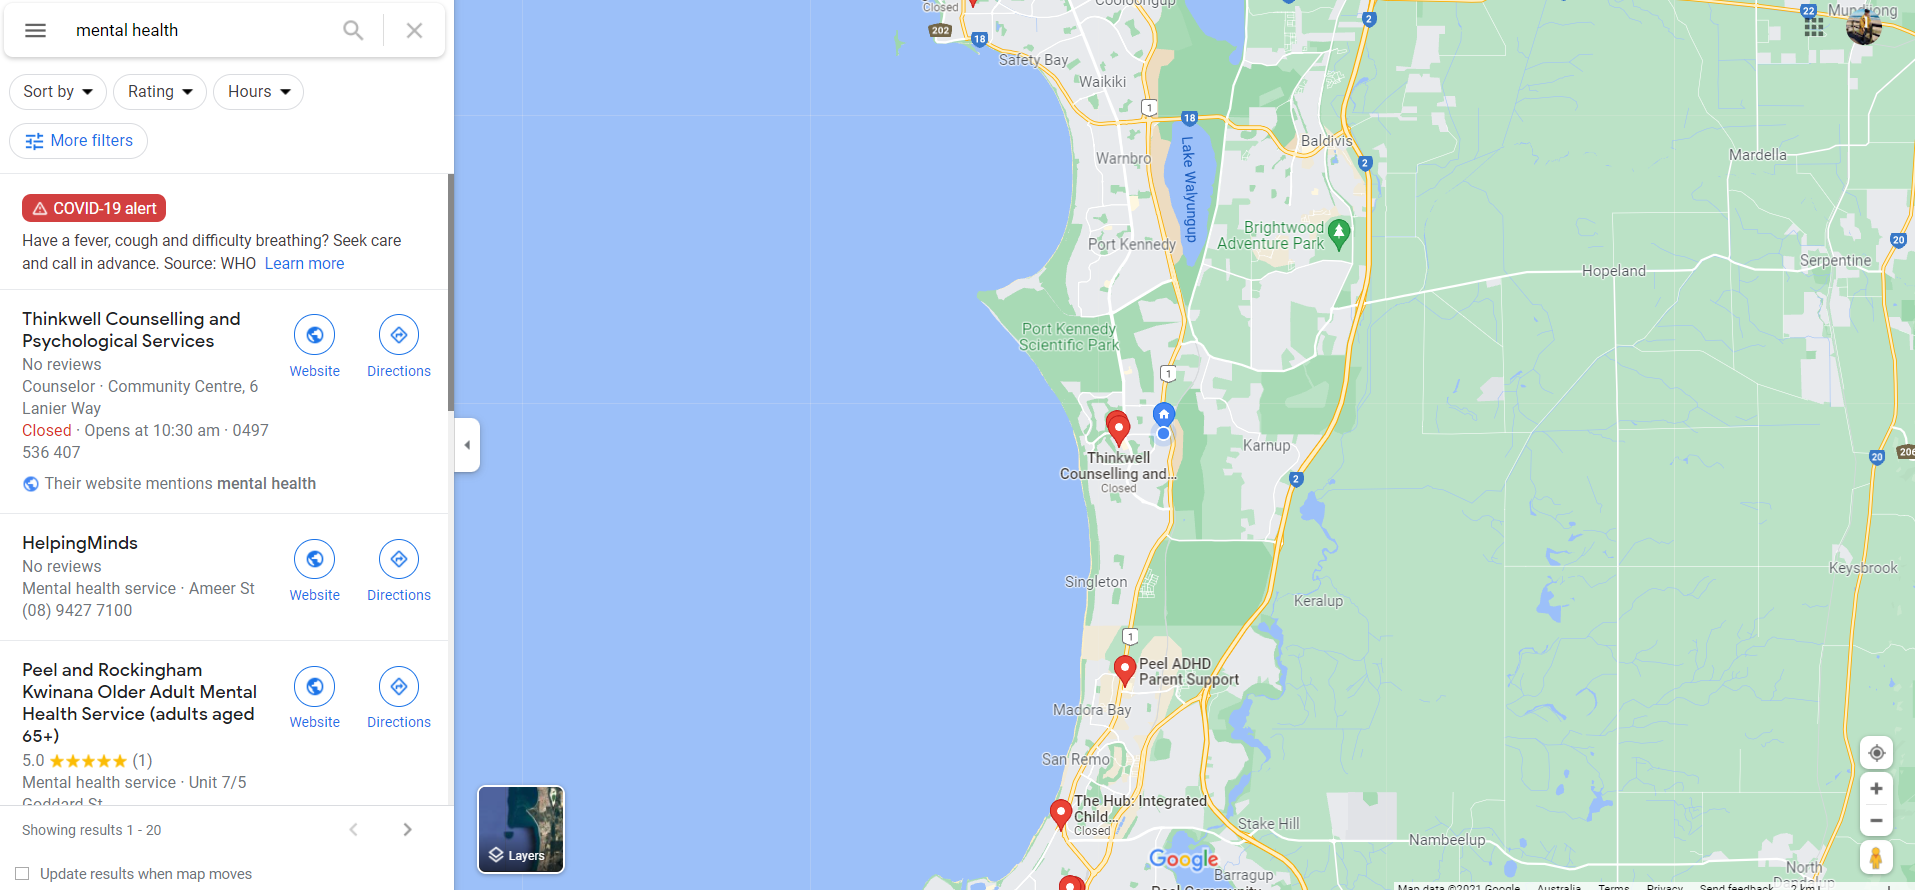 mental health
Sort by
Rating
Hours
More filters
COVID-19 alert
Have a fever, cough and difficulty breathing? Seek care
and call in advance. Source: WHO Learn more
Thinkwell Counselling and
Psychological Services
No reviews
Counselor · Community Centre, 6
Lanier Way
Closed · Opens at 10:30 am · 0497
536 407
Website
Directions
Their website mentions mental health
HelpingMinds
No reviews
Mental health service · Ameer St
(08) 9427 7100
Website
Directions
Peel and Rockingham
Kwinana Older Adult Mental
Health Service (adults aged
65+)
5.0 (1)
Mental health service · Unit 7/5
Goddard St
Website
Directions
Showing results 1 - 20
Update results when map moves
Layers
Closed
Cooloongup
202
18
2
22
Safety Bay
Waikiki
1
18
Baldivis
Mardella
Warnbro
2
Lake Walyungup
Brightwood
Adventure Park
Port Kennedy
20
Serpentine
Hopeland
Port Kennedy
Scientific Park
1
Thinkwell
Counselling and...
Closed
Karnup
2
20
206
Singleton
Keralup
Keysbrook
1
Peel ADHD
Parent Support
Madora Bay
San Remo
The Hub: Integrated
Child...
Closed
Stake Hill
Nambeelup
Google
Barragup
North
Dandalup
Peel Community
Map data ©2021 Google Australia Terms Privacy Send feedback 2 km